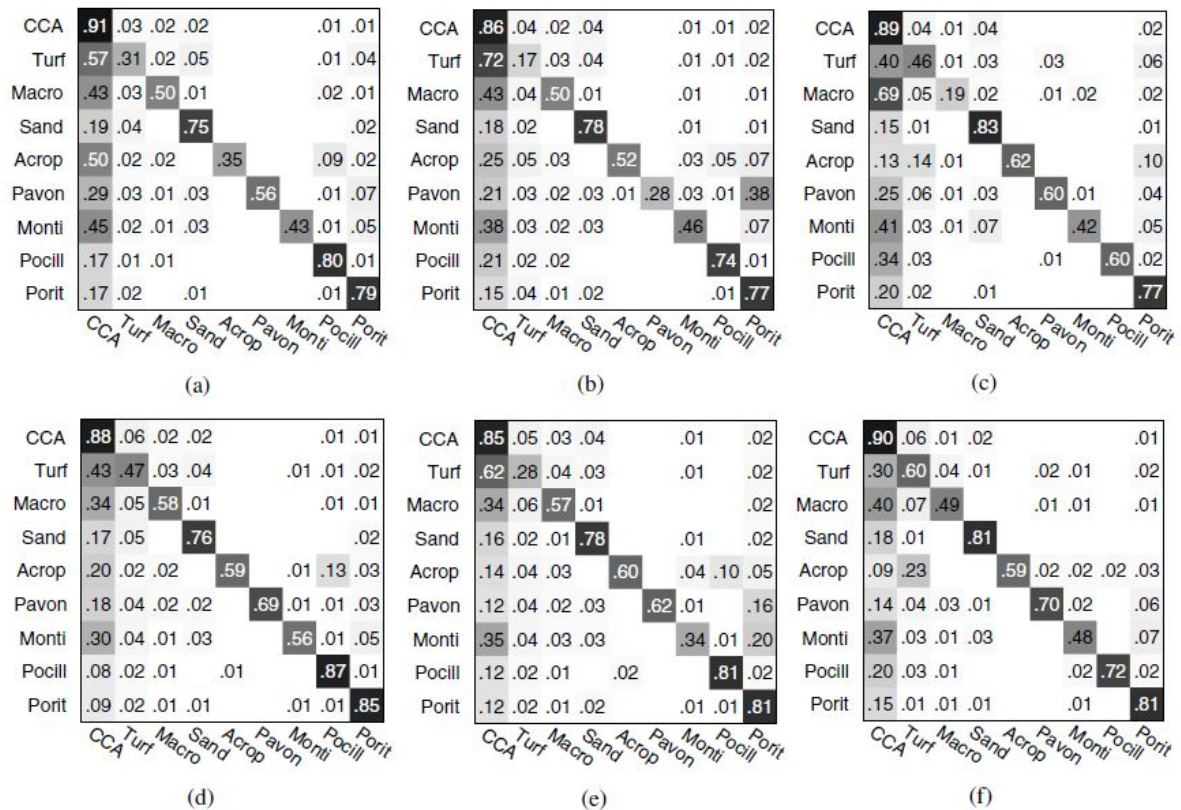 CCA .91 .03 .02 .02 .01 .01
Turf .57 .31 .02 .05 .01 .04
Macro .43 .03 .50 .01 .02 .01
Sand .19 .04 .75 .02
Acrop .50 .02 .02 .35 .09 .02
Pavon .29 .03 .01 .03 .56 .01 .07
Monti .45 .02 .01 .03 .43 .01 .05
Pocill .17 .01 .01 .80 .01
Porit .17 .02 .01 .01 .79
CCA Turf Macro Sand Acrop Pavon Monti Pocill Porit
(a)
CCA .86 .04 .02 .04 .01 .01 .02
Turf .72 .17 .03 .04 .01 .01 .02
Macro .43 .04 .50 .01 .01 .01
Sand .18 .02 .78 .01 .01
Acrop .25 .05 .03 .52 .03 .05 .07
Pavon .21 .03 .02 .03 .01 .28 .03 .01 .38
Monti .38 .03 .02 .03 .46 .07
Pocill .21 .02 .02 .74 .01
Porit .15 .04 .01 .02 .01 .77
CCA Turf Macro Sand Acrop Pavon Monti Pocill Porit
(b)
CCA .89 .04 .01 .04 .02
Turf .40 .46 .01 .03 .03 .06
Macro .69 .05 .19 .02 .01 .02 .02
Sand .15 .01 .83 .01
Acrop .13 .14 .01 .62 .10
Pavon .25 .06 .01 .03 .60 .01 .04
Monti .41 .03 .01 .07 .42 .05
Pocill .34 .03 .01 .60 .02
Porit .20 .02 .01 .77
CCA Turf Macro Sand Acrop Pavon Monti Pocill Porit
(c)
CCA .88 .06 .02 .02 .01 .01
Turf .43 .47 .03 .04 .01 .01 .02
Macro .34 .05 .58 .01 .01 .01
Sand .17 .05 .76 .02
Acrop .20 .02 .02 .59 .01 .13 .03
Pavon .18 .04 .02 .02 .69 .01 .01 .03
Monti .30 .04 .01 .03 .56 .01 .05
Pocill .08 .02 .01 .01 .87 .01
Porit .09 .02 .01 .01 .01 .01 .85
CCA Turf Macro Sand Acrop Pavon Monti Pocill Porit
(d)
CCA .85 .05 .03 .04 .01 .02
Turf .62 .28 .04 .03 .01 .02
Macro .34 .06 .57 .01 .02
Sand .16 .02 .01 .78 .01 .02
Acrop .14 .04 .03 .60 .04 .10 .05
Pavon .12 .04 .02 .03 .62 .01 .16
Monti .35 .04 .03 .03 .34 .01 .20
Pocill .12 .02 .01 .02 .81 .02
Porit .12 .02 .01 .02 .01 .01 .81
CCA Turf Macro Sand Acrop Pavon Monti Pocill Porit
(e)
CCA .90 .06 .01 .02 .01
Turf .30 .60 .04 .01 .02 .01 .02
Macro .40 .07 .49 .01 .01 .01
Sand .18 .01 .81
Acrop .09 .23 .59 .02 .02 .02 .03
Pavon .14 .04 .03 .01 .70 .02 .06
Monti .37 .03 .01 .03 .48 .07
Pocill .20 .03 .01 .02 .72 .02
Porit .15 .01 .01 .01 .01 .81
CCA Turf Macro Sand Acrop Pavon Monti Pocill Porit
(f)